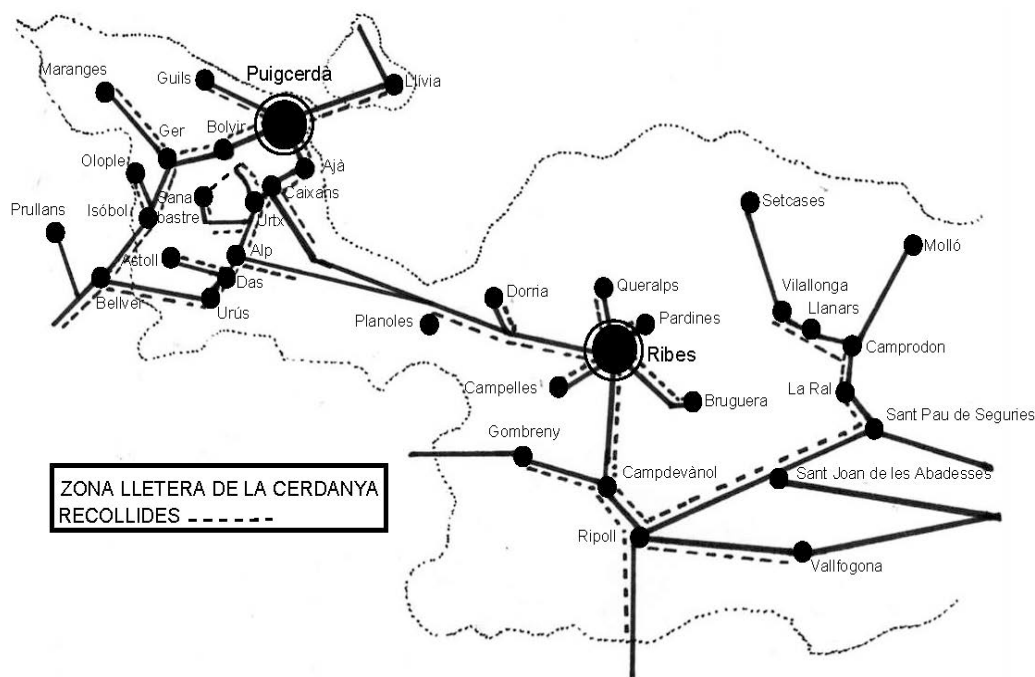 Maranges
Guils
Puigcerdà
Llívia
Ger
Bolvir
Olople
Ajà
Sana
bastre
Caixans
Prullans
Isóbol
Urtx
Setcases
Astoll
Alp
Molló
Bellver
Das
Urús
Dorria
Queralps
Vilallonga
Llanars
Planoles
Pardines
Ribes
Camprodon
Campelles
Bruguera
La Ral
Sant Pau de Seguries
Gombreny
Campdevànol
Sant Joan de les Abadesses
ZONA LLETERA DE LA CERDANYA
RECOLLIDES
Ripoll
Vallfogona